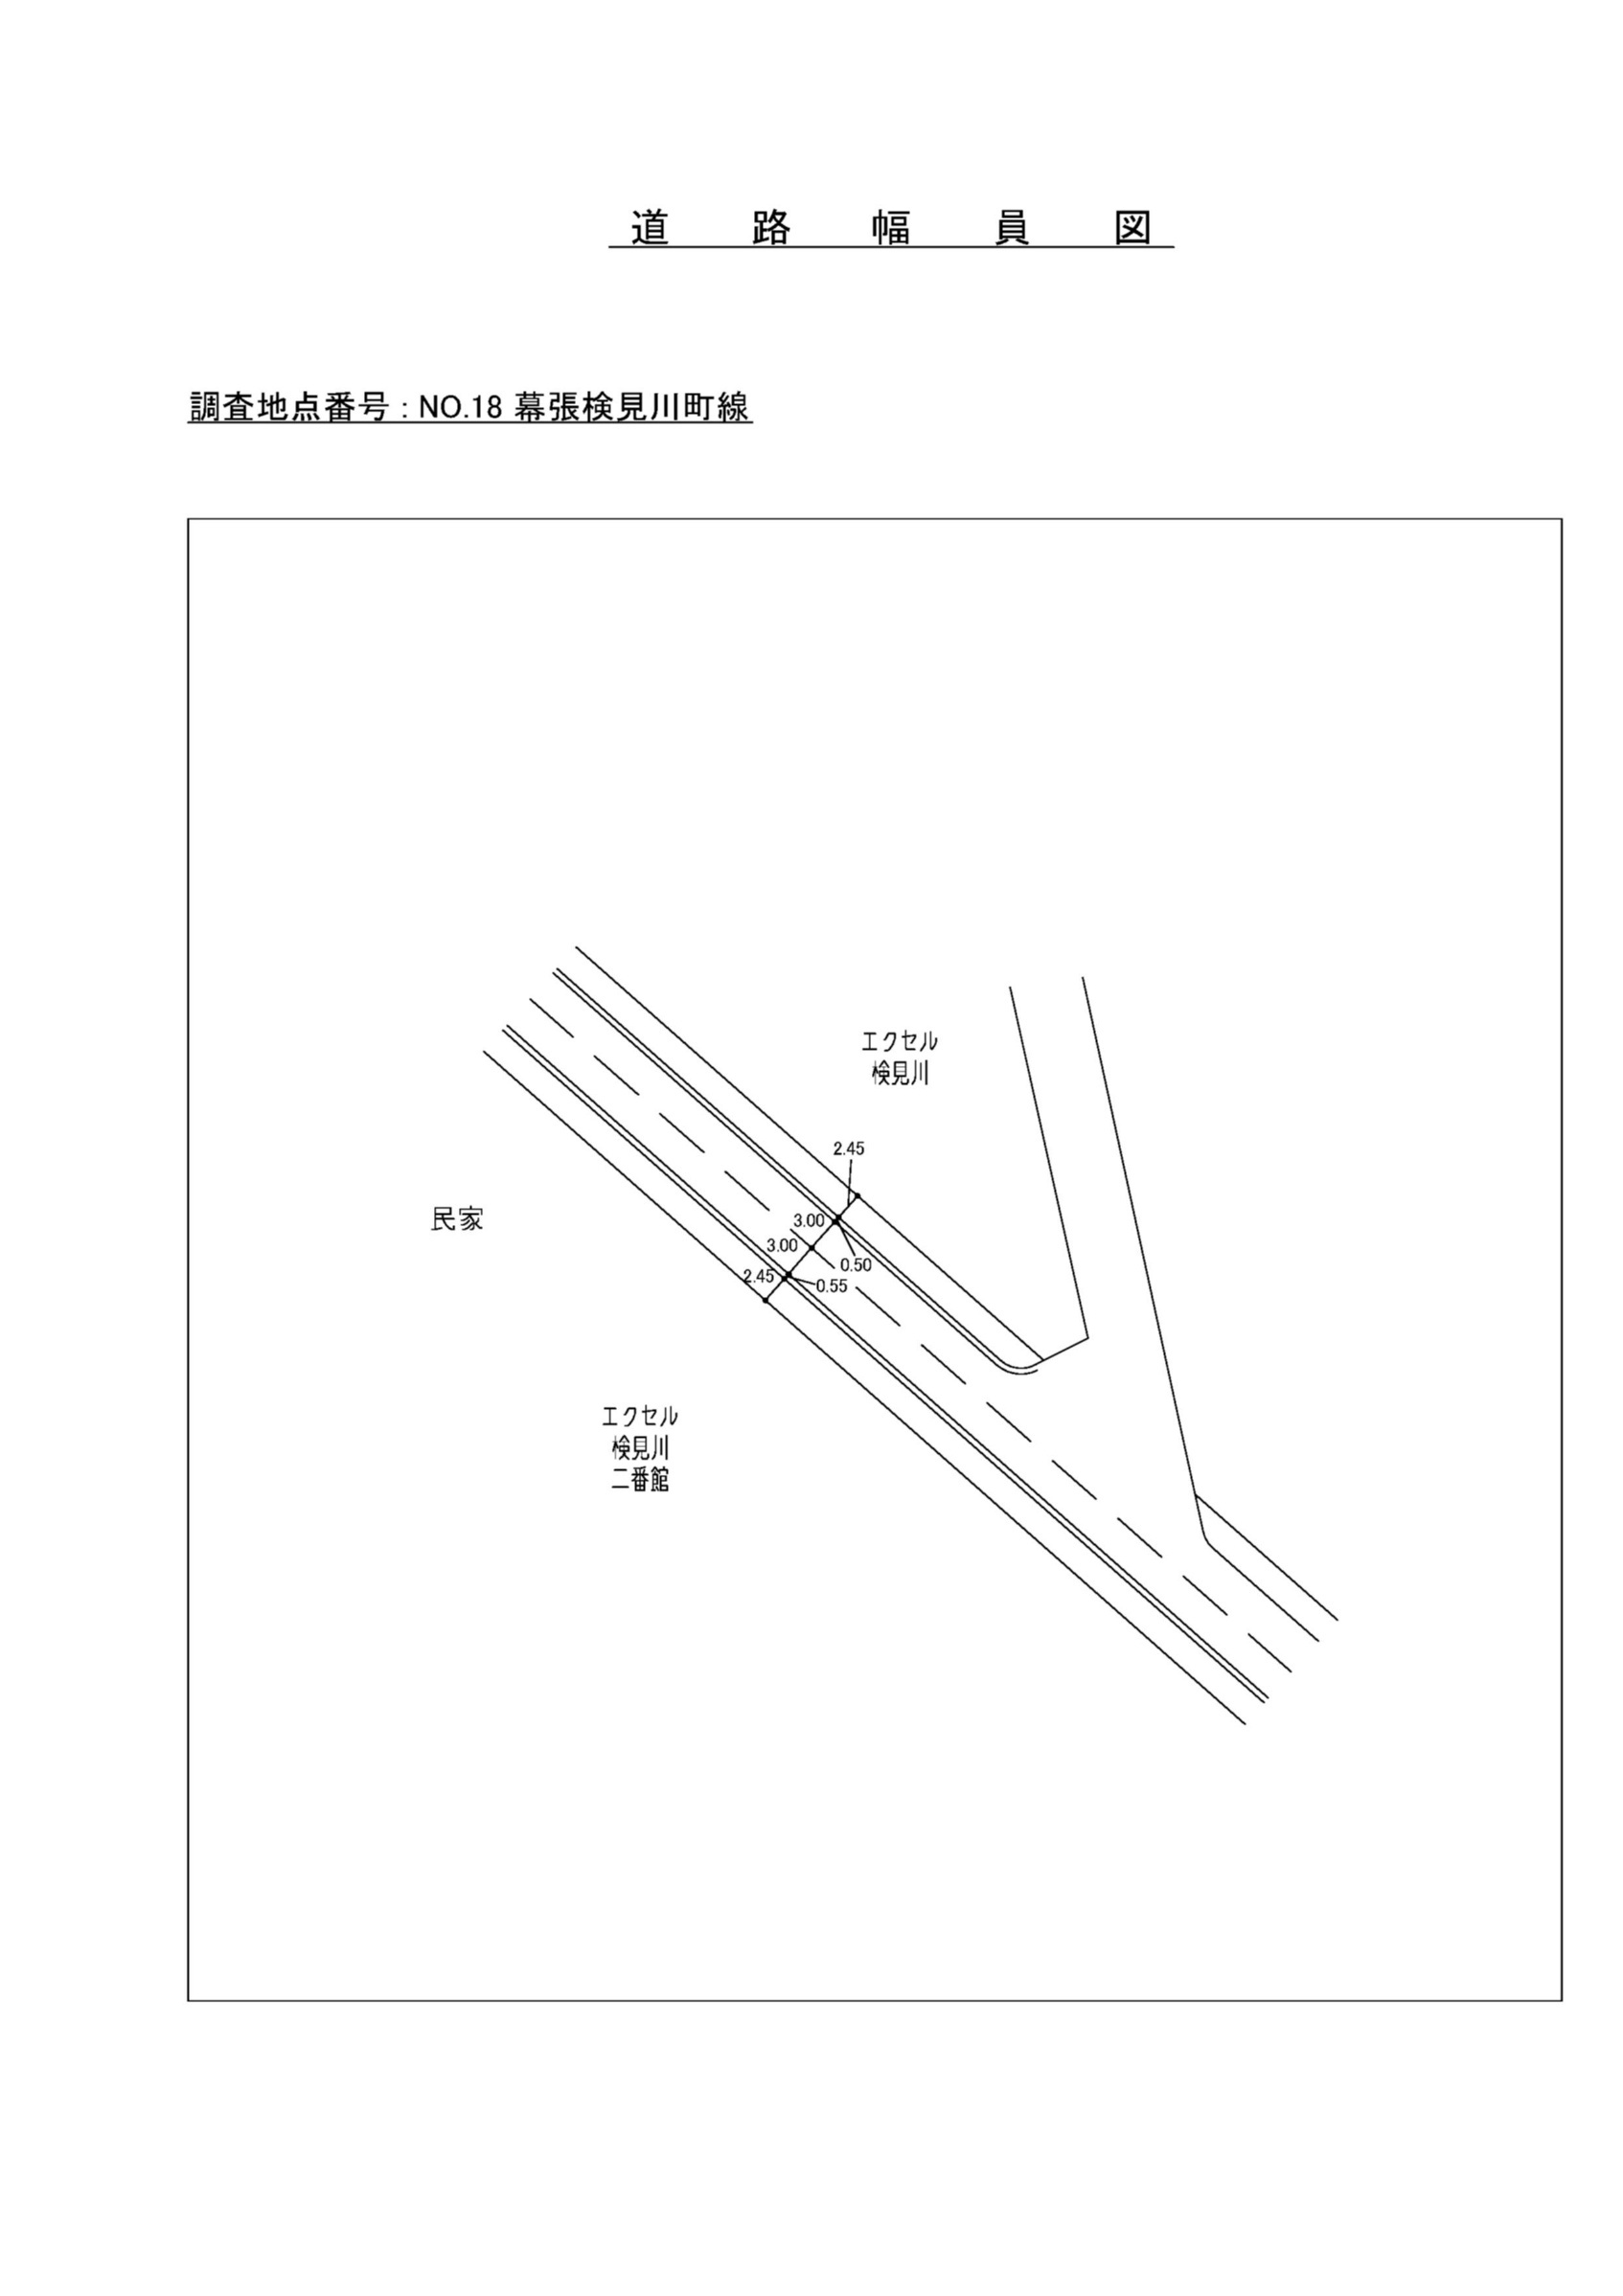 道路幅員図
調査地点番号：NO.18 幕張検見川町線
エクセル
検見川
2.45
民家
3.00
3.00
0.50
2.45
0.55
エクセル
検見川
二番館